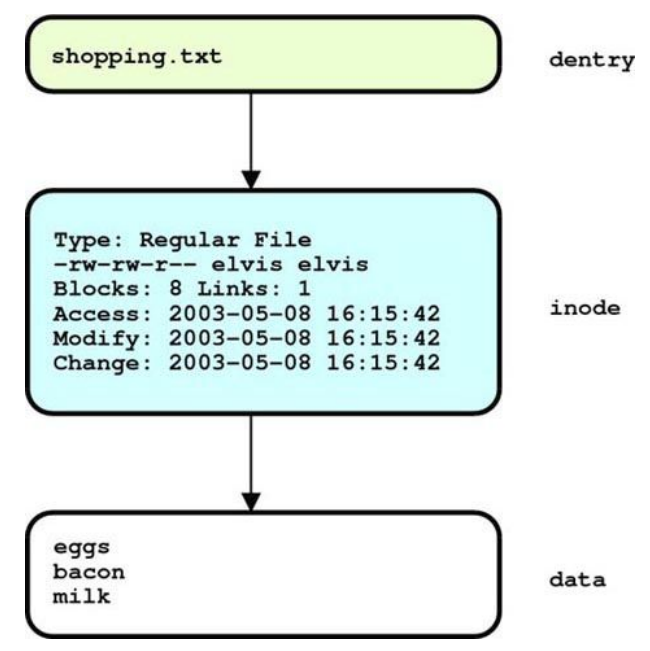 shopping.txt
dentry
Type: Regular File
-rw-rw-r-- elvis elvis
Blocks: 8 Links: 1
Access: 2003-05-08 16:15:42
Modify: 2003-05-08 16:15:42
Change: 2003-05-08 16:15:42
inode
eggs
bacon
milk
data